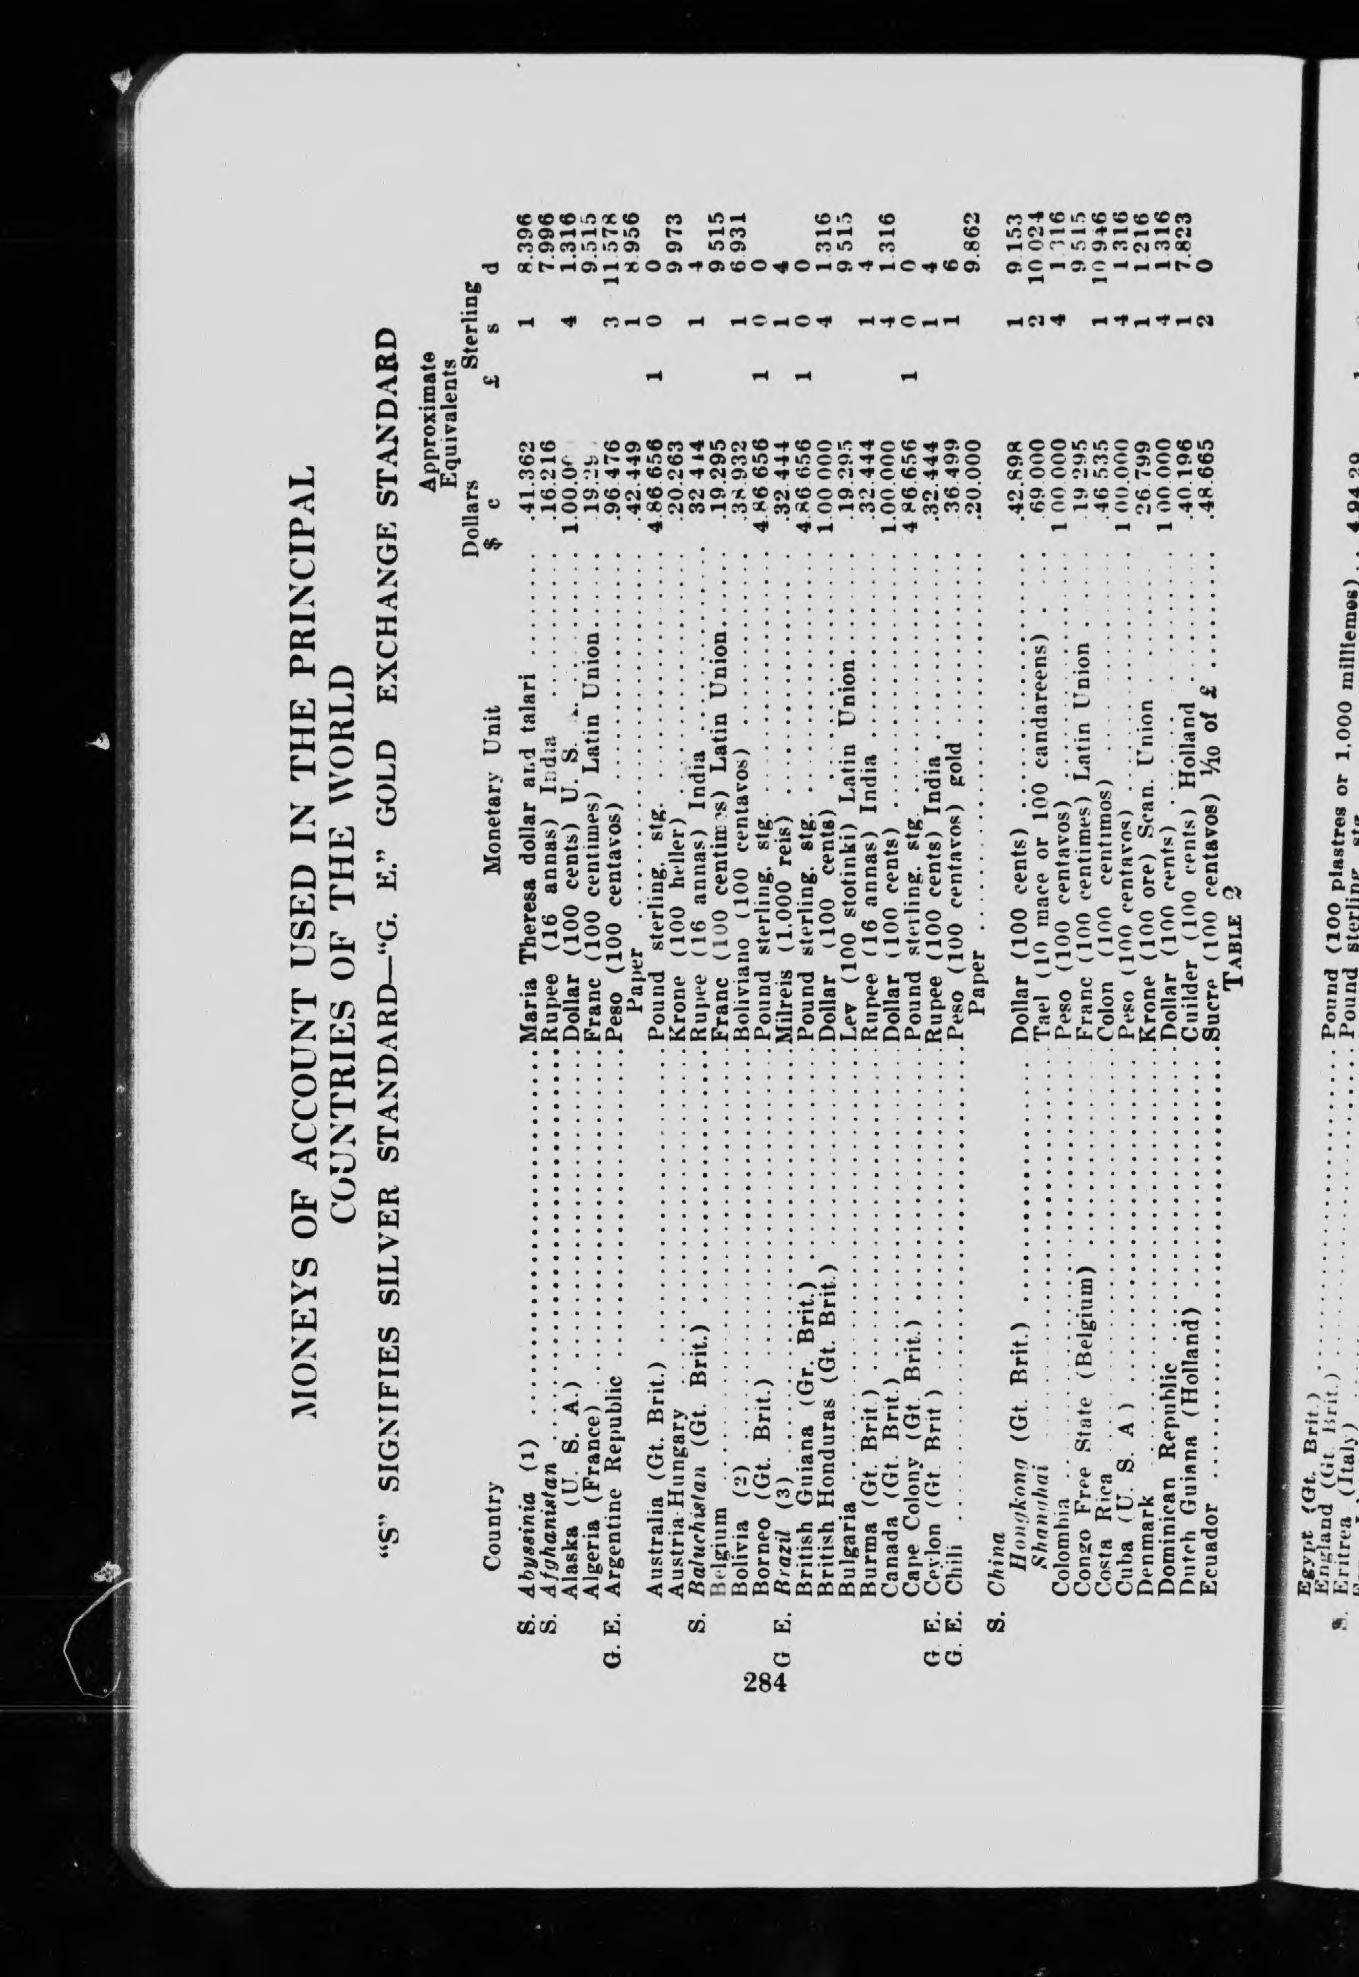 MONEYS OF ACCOUNT USED IN THE PRINCIPAL
COUNTRIES OF THE WORLD
"S" SIGNIFIES SILVER STANDARD—"G. E." GOLD EXCHANGE STANDARD
Approximate
Equivalents
Dollars Sterling
Country Monetary Unit $ c £ s d
S. Abyssinia (1) Maria Theresa dollar and talari .41.362 1 8.396
S. Afghanistan Rupee (16 annas) India .16.216 7.996
Alaska (U. S. A.) Dollar (100 cents) U. S. 4 1.316
Algeria (France) Franc (100 centimes) Latin Union 9.515
G. E. Argentine Republic Peso (100 centavos) .96.476 3 11.578
Paper .42.449 1 8.956
Australia (Gt. Brit.) Pound sterling, stg. 4.86.656 1 0 0
Austria-Hungary Krone (100 heller) .20.263 9 973
S. Baluchistan (Gt. Brit.) Rupee (16 annas) India 32 444 1 4
Belgium Franc (100 centimes) Latin Union .19.295 9 515
Bolivia (2) Boliviano (100 centavos) .38.932 1 6.931
Borneo (Gt. Brit.) Pound sterling, stg. 4.86 656 1 0 0
G E. Brazil (3) Milreis (1.000 reis) .32.444 1 4
British Guiana (Gr. Brit.) Pound sterling, stg. 4.86 656 1 0 0
British Honduras (Gt. Brit.) Dollar (100 cents) 1 00 000 4 1.316
Bulgaria Lev (100 stotinki) Latin Union .19.295 9 515
Burma (Gt. Brit.) Rupee (16 annas) India .32.444 1 4
Canada (Gt. Brit.) Dollar (100 cents) 1.00.000 4 1.316
Cape Colony (Gt. Brit.) Pound sterling, stg. 4 86.656 1 0 0
G E. Ceylon (Gt. Brit) Rupee (100 cents) India .32.444 1 4
G. E. Chili Peso (100 centavos) gold 36.499 1 6
Paper .20.000 9.862
S. China
Hongkong (Gt. Brit.) Dollar (100 cents) .42.898 1 9 153
Shanghai Tael (10 mace or 100 candareens) .69.000 2 10 024
Colombia Peso (100 centavos) 1 00 000 4 1.316
Congo Free State (Belgium) Franc (100 centimes) Latin Union .19 295 9.515
Costa Rica Colon (100 centimos) .46.535 1 10 946
Cuba (U. S. A.) Peso (100 centavos) 1 00.000 4 1 316
Denmark Krone (100 ore) Scan. Union 26.799 1 1 216
Dominican Republic Dollar (100 cents) 1 00.000 4 1 316
Dutch Guiana (Holland) Guilder (100 cents) Holland .40.196 1 7.823
Ecuador Sucre (100 centavos) 1/10 of £ .48.665 2 0
TABLE 2
284
Egypt (Gt. Brit.) Pound (100 piastres or 1.000 milliemes) 4 94 29
England (Gt. Brit.) Pound sterling, stg.
S. Eritrea (Italy)